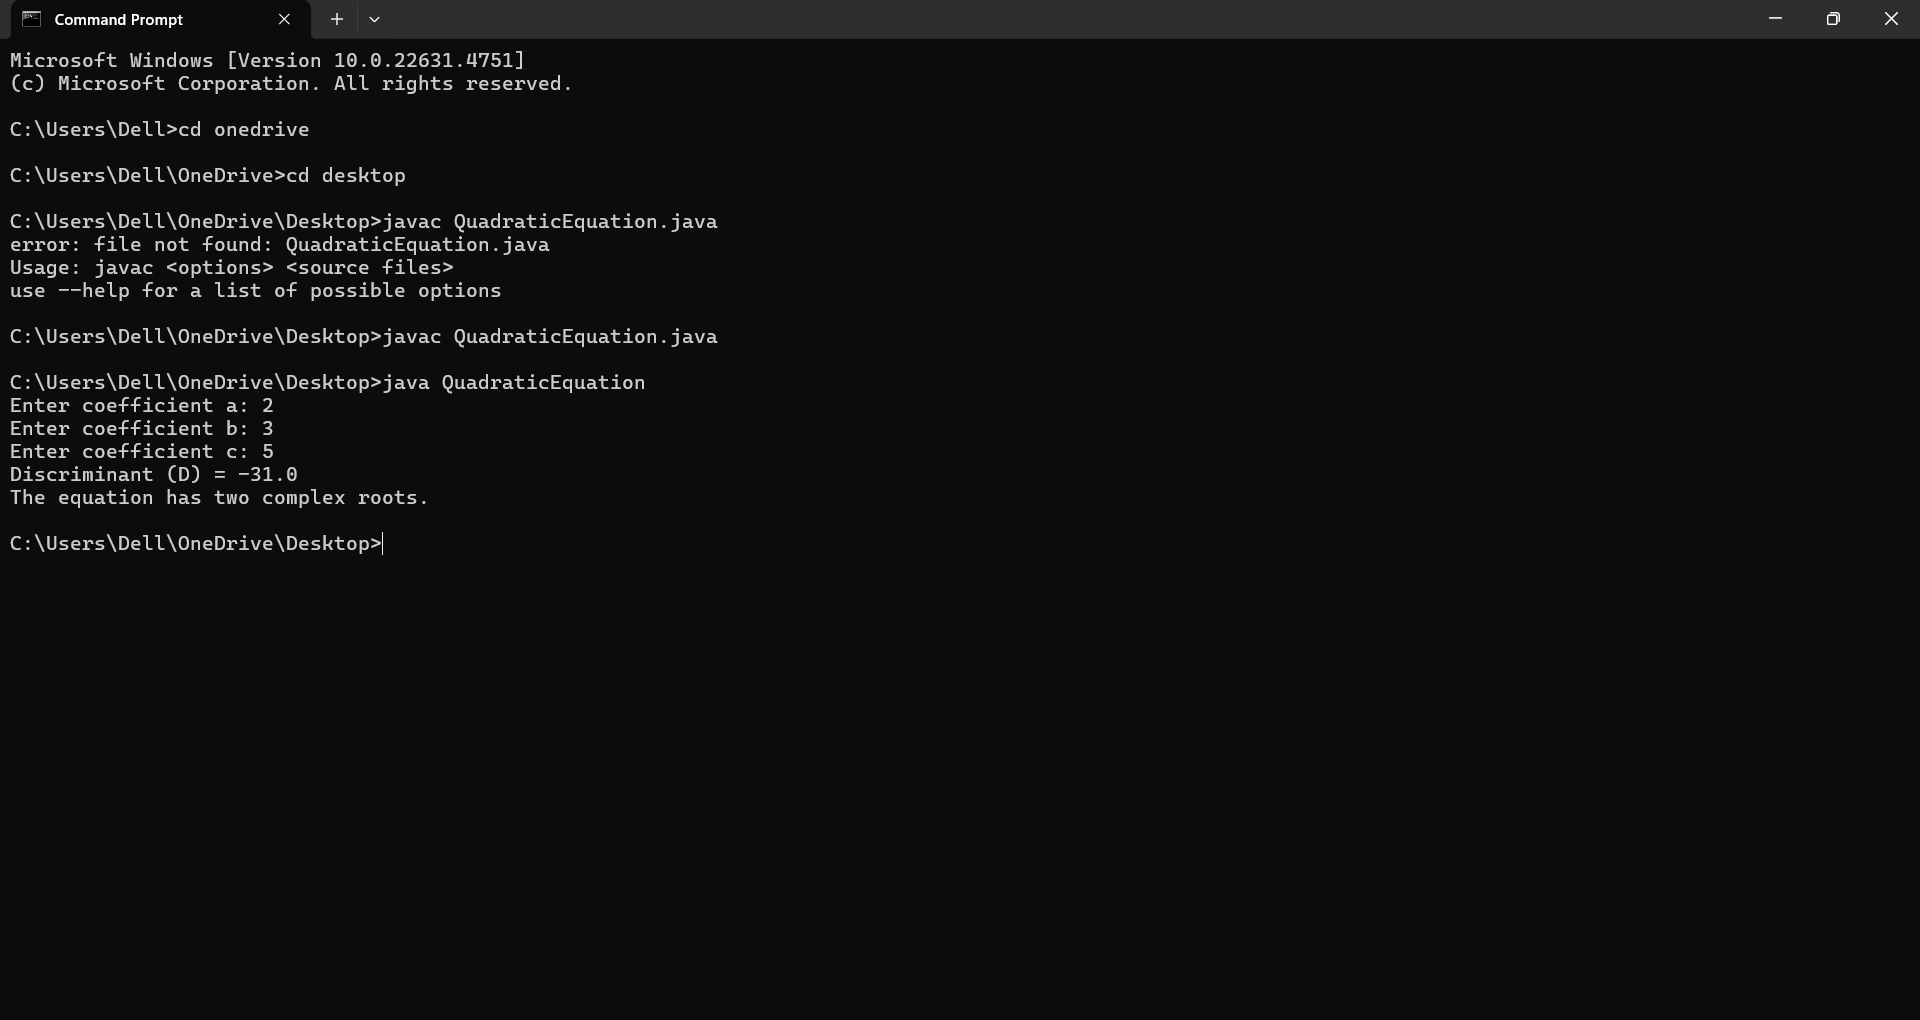 Command Prompt
Microsoft Windows [Version 10.0.22631.4751]
(c) Microsoft Corporation. All rights reserved.
C:\Users\Dell>cd onedrive
C:\Users\Dell\OneDrive>cd desktop
C:\Users\Dell\OneDrive\Desktop>javac QuadraticEquation.java
error: file not found: QuadraticEquation.java
Usage: javac <options> <source files>
use --help for a list of possible options
C:\Users\Dell\OneDrive\Desktop>javac QuadraticEquation.java
C:\Users\Dell\OneDrive\Desktop>java QuadraticEquation
Enter coefficient a: 2
Enter coefficient b: 3
Enter coefficient c: 5
Discriminant (D) = -31.0
The equation has two complex roots.
C:\Users\Dell\OneDrive\Desktop>